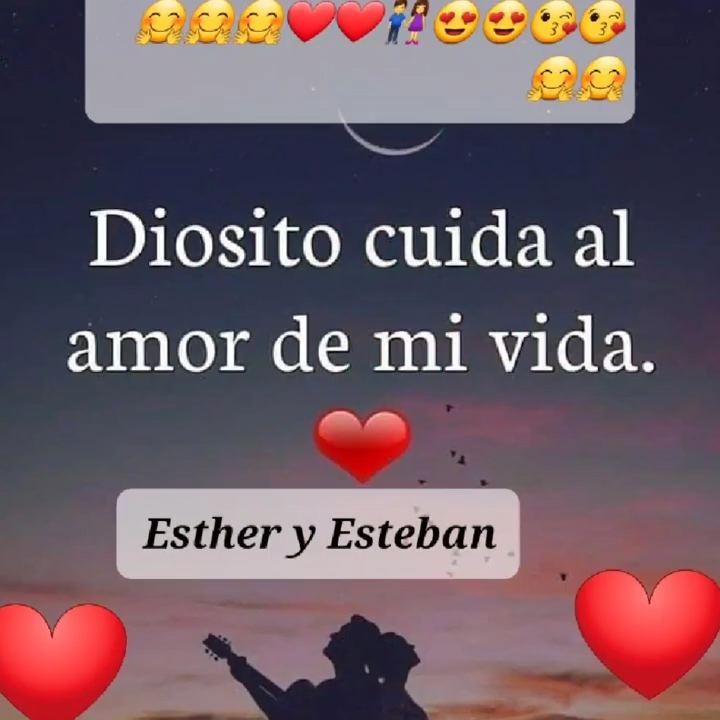 🤗🤗🤗❤️❤️👫😍😍😘😘
🤗🤗
Diosito cuida al
amor de mi vida.
Esther y Esteban